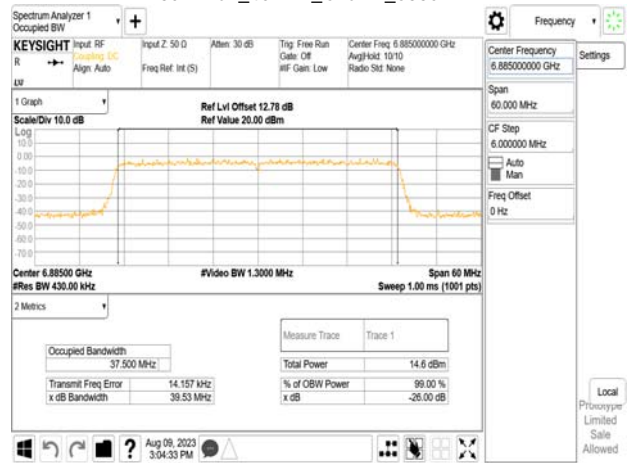 Spectrum Analyzer 1
Occupied BW
Frequency
KEYSIGHT
Input: RF
Coupling: DC
Align: Auto
Input Z: 50 Ω
Freq Ref: Int (S)
Atten: 30 dB
Trig: Free Run
Gate: Off
#IF Gain: Low
Center Freq: 6.885000000 GHz
Avg|Hold: 10/10
Radio Std: None
R
LXI
Center Frequency
6.885000000 GHz
Settings
Span
60.000 MHz
CF Step
6.000000 MHz
Auto
Man
Freq Offset
0 Hz
1 Graph
Scale/Div 10.0 dB
Ref Lvl Offset 12.78 dB
Ref Value 20.00 dBm
Log
10.0
0.00
-10.0
-20.0
-30.0
-40.0
-50.0
-60.0
-70.0
Center 6.88500 GHz
#Res BW 430.00 kHz
#Video BW 1.3000 MHz
Span 60 MHz
Sweep 1.00 ms (1001 pts)
2 Metrics
Measure Trace
Trace 1
Occupied Bandwidth
37.500 MHz
Total Power
14.6 dBm
Transmit Freq Error
14.157 kHz
% of OBW Power
99.00 %
x dB Bandwidth
39.53 MHz
x dB
-26.00 dB
Local
Prototype
Limited
Sale
Allowed
Aug 09, 2023
3:04:33 PM